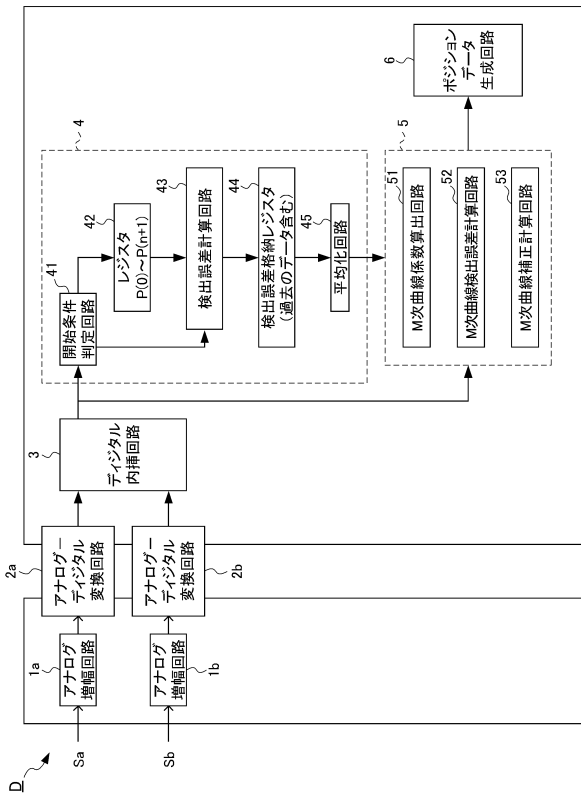 D
Sa
Sb
1a
アナログ
増幅回路
1b
アナログ
増幅回路
2a
アナログー
ディジタル
変換回路
2b
アナログー
ディジタル
変換回路
3
ディジタル
内挿回路
4
41
開始条件
判定回路
42
レジスタ
P(0)～P(n+1)
43
検出誤差計算回路
44
検出誤差格納レジスタ
(過去のデータ含む)
45
平均化回路
5
51
M次曲線係数算出回路
52
M次曲線検出誤差計算回路
53
M次曲線補正計算回路
6
ポジション
データ
生成回路